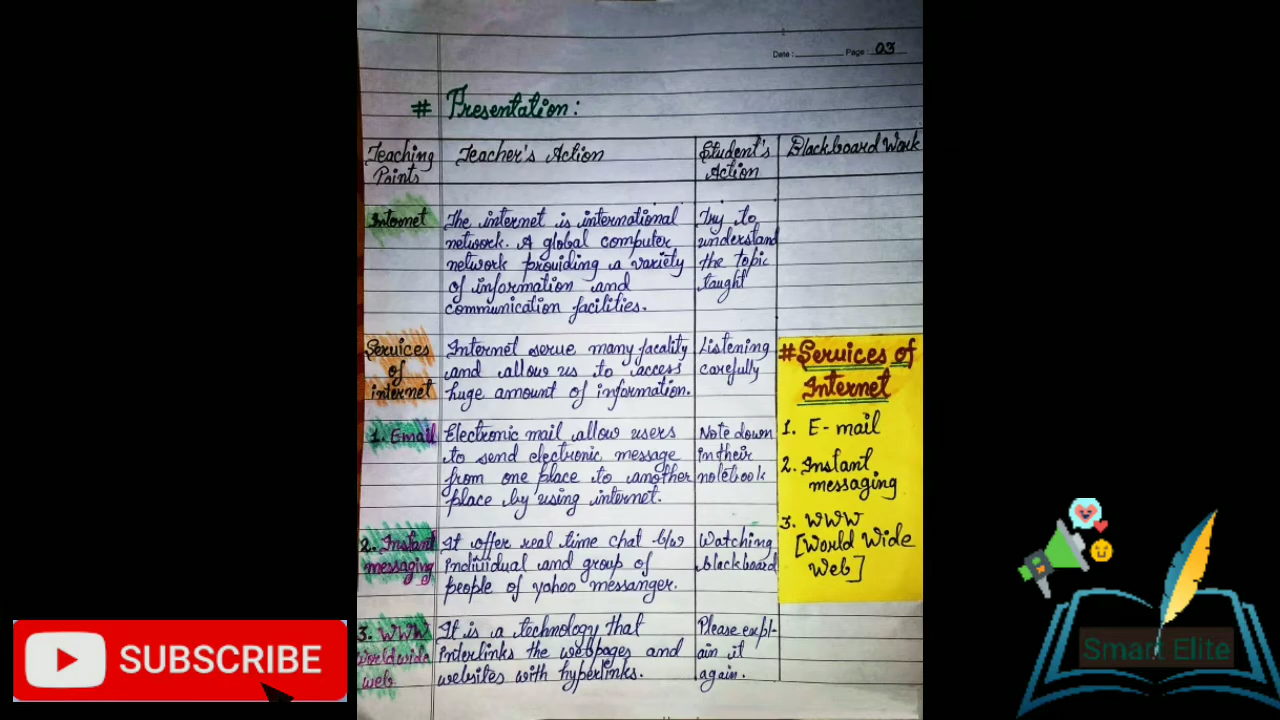 Date: Page: 03
# Presentation:
Teaching
Points
Teacher's Action
Student's
Action
Blackboard Work
Internet
The internet is international
network. A global computer
network providing a variety
of information and
communication facilities.
Try to
understand
the topic
taught
Services
of
internet
Internet serve many facality
and allow us to access
huge amount of information.
Listening
carefully
# Services of
Internet
1. E-mail
2. Instant
messaging
3. WWW
[World Wide
Web]
1. Email
Electronic mail allow users
to send electronic message
from one place to another
place by using internet.
Note down
in their
notebook
2. Instant
messaging
It offer real time chat b/w
individual and group of
people of yahoo messanger.
Watching
blackboard
3. WWW
world wide
web
It is a technology that
interlinks the webpages and
websites with hyperlinks.
Please expl-
ain it
again.
SUBSCRIBE
Smart Elite